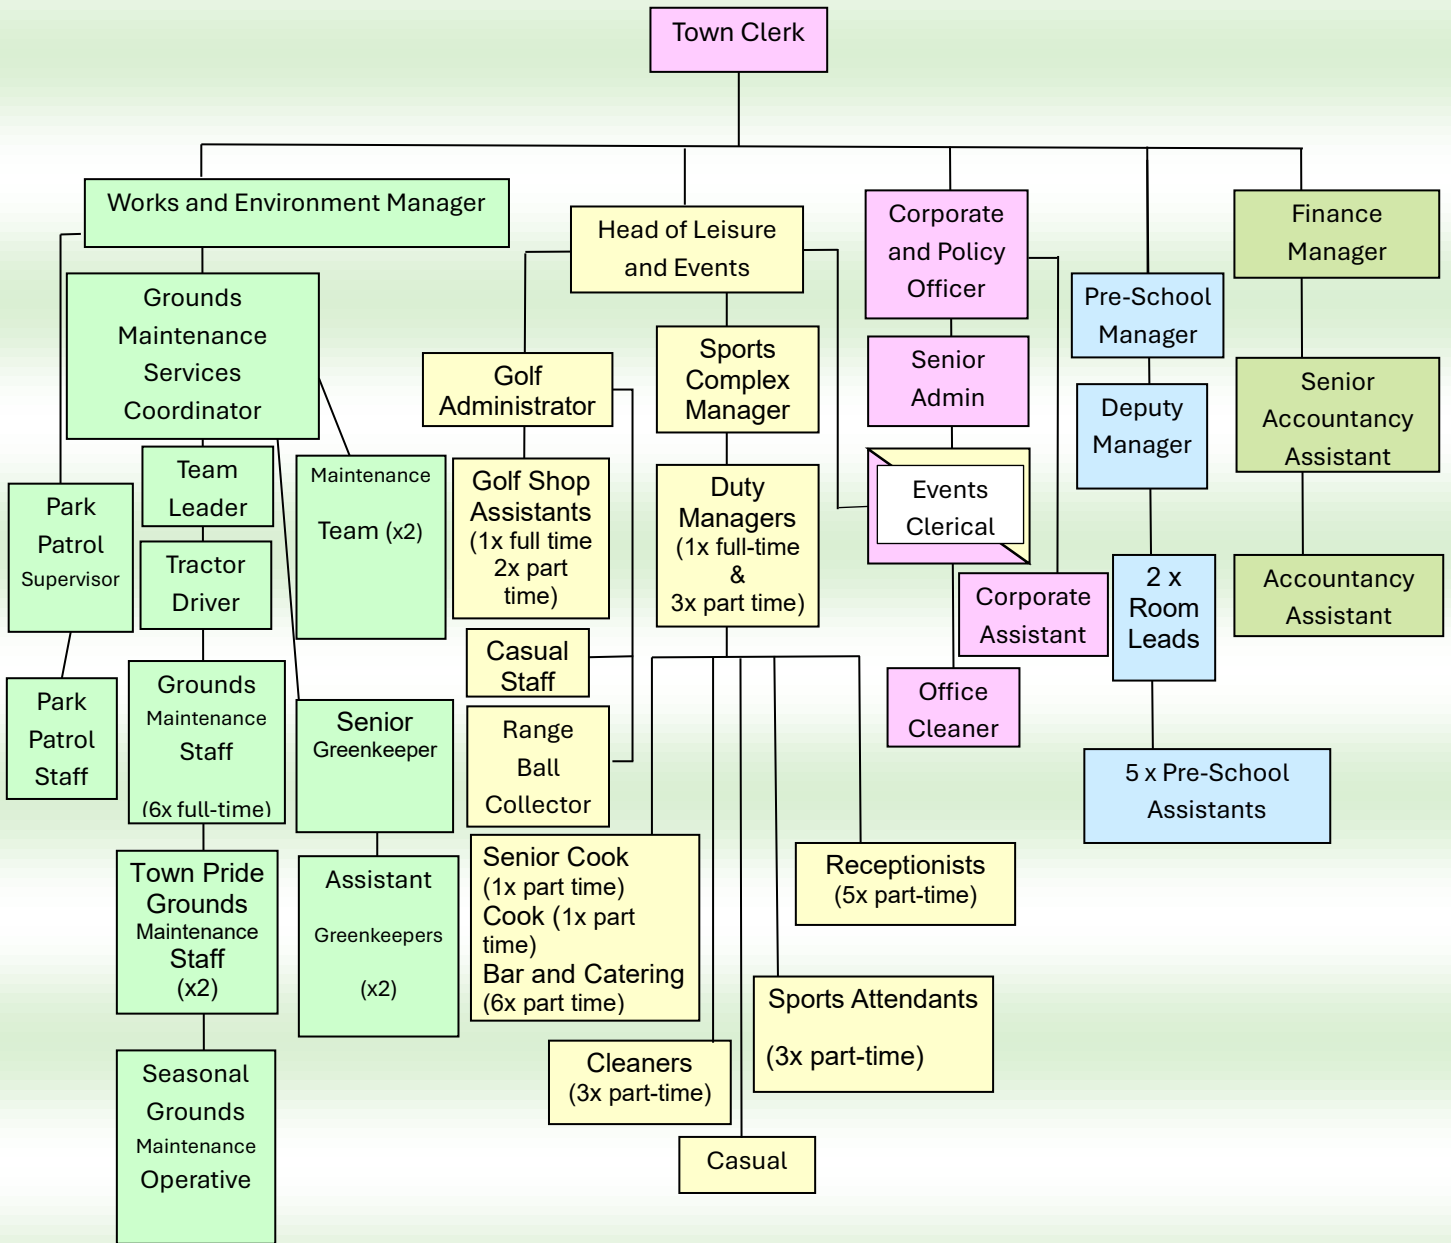 Town Clerk
Works and Environment Manager
Head of Leisure
and Events
Corporate
and Policy
Officer
Pre-School
Manager
Finance
Manager
Grounds
Maintenance
Services
Coordinator
Golf
Administrator
Sports
Complex
Manager
Senior
Admin
Deputy
Manager
Senior
Accountancy
Assistant
Park
Patrol
Supervisor
Team
Leader
Maintenance
Team (x2)
Golf Shop
Assistants
(1x full time
2x part
time)
Duty
Managers
(1x full-time
&
3x part time)
Events
Clerical
Tractor
Driver
Corporate
Assistant
2 x
Room
Leads
Accountancy
Assistant
Park
Patrol
Staff
Grounds
Maintenance
Staff
(6x full-time)
Senior
Greenkeeper
Casual
Staff
Range
Ball
Collector
Office
Cleaner
5 x Pre-School
Assistants
Town Pride
Grounds
Maintenance
Staff
(x2)
Assistant
Greenkeepers
(x2)
Senior Cook
(1x part time)
Cook (1x part
time)
Bar and Catering
(6x part time)
Receptionists
(5x part-time)
Sports Attendants
(3x part-time)
Cleaners
(3x part-time)
Casual
Seasonal
Grounds
Maintenance
Operative